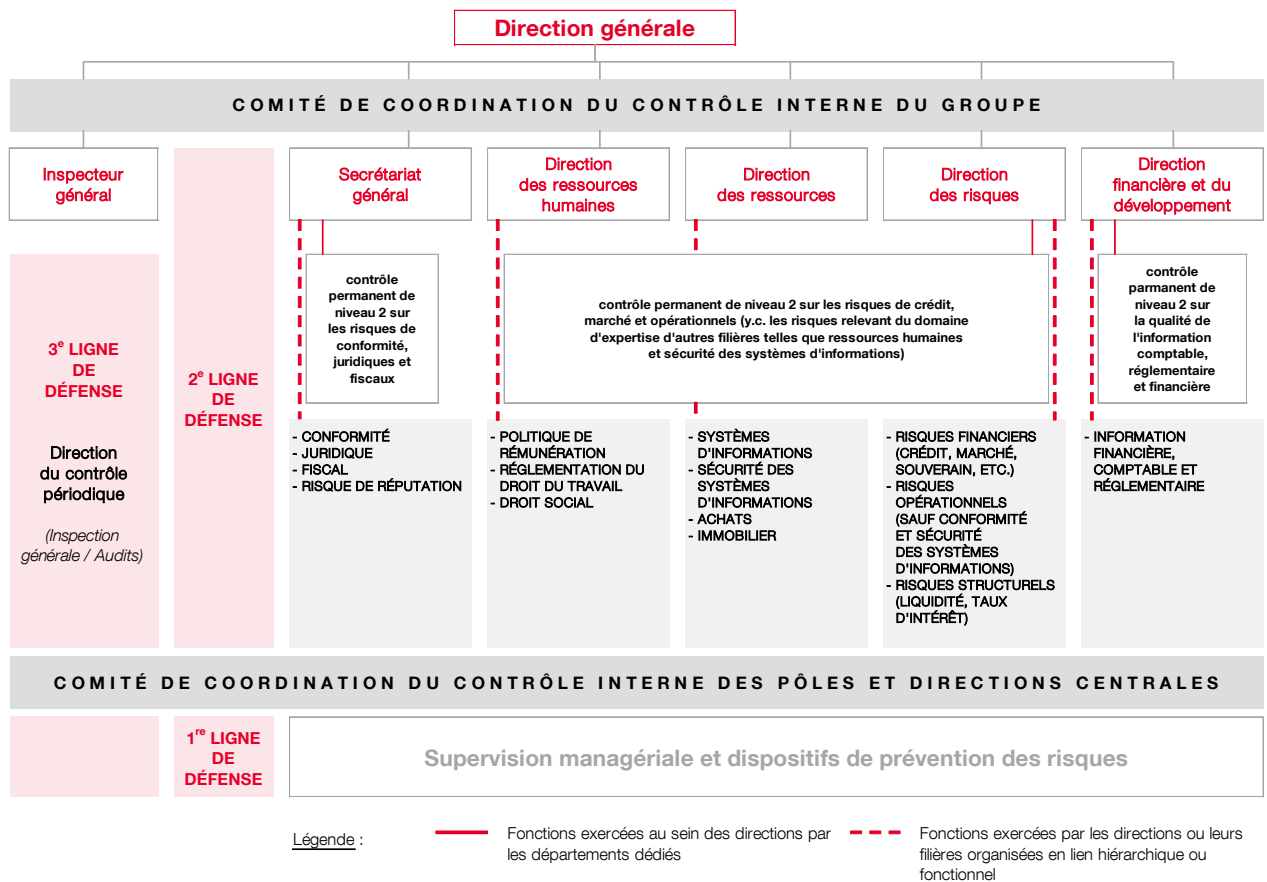 Direction générale
COMITÉ DE COORDINATION DU CONTRÔLE INTERNE DU GROUPE
Inspecteur
général
Secrétariat
général
Direction
des ressources
humaines
Direction
des ressources
Direction
des risques
Direction
financière et du
développement
3e LIGNE
DE
DÉFENSE
Direction
du contrôle
périodique
(Inspection
générale / Audits)
2e LIGNE
DE
DÉFENSE
contrôle
permanent de
niveau 2 sur
les risques de
conformité,
juridiques et
fiscaux
contrôle permanent de niveau 2 sur les risques de crédit,
marché et opérationnels (y.c. les risques relevant du domaine
d'expertise d'autres filières telles que ressources humaines
et sécurité des systèmes d'informations)
contrôle
parmanent de
niveau 2 sur
la qualité de
l'information
comptable,
réglementaire
et financière
- CONFORMITÉ
- JURIDIQUE
- FISCAL
- RISQUE DE RÉPUTATION
- POLITIQUE DE
RÉMUNÉRATION
- RÉGLEMENTATION DU
DROIT DU TRAVAIL
- DROIT SOCIAL
- SYSTÈMES
D'INFORMATIONS
- SÉCURITÉ DES
SYSTÈMES
D'INFORMATIONS
- ACHATS
- IMMOBILIER
- RISQUES FINANCIERS
(CRÉDIT, MARCHÉ,
SOUVERAIN, ETC.)
- RISQUES
OPÉRATIONNELS
(SAUF CONFORMITÉ
ET SÉCURITÉ
DES SYSTÈMES
D'INFORMATIONS)
- RISQUES STRUCTURELS
(LIQUIDITÉ, TAUX
D'INTÉRÊT)
- INFORMATION
FINANCIÈRE,
COMPTABLE ET
RÉGLEMENTAIRE
COMITÉ DE COORDINATION DU CONTRÔLE INTERNE DES PÔLES ET DIRECTIONS CENTRALES
1re LIGNE
DE
DÉFENSE
Supervision managériale et dispositifs de prévention des risques
Légende :
Fonctions exercées au sein des directions par
les départements dédiés
Fonctions exercées par les directions ou leurs
filières organisées en lien hiérarchique ou
fonctionnel